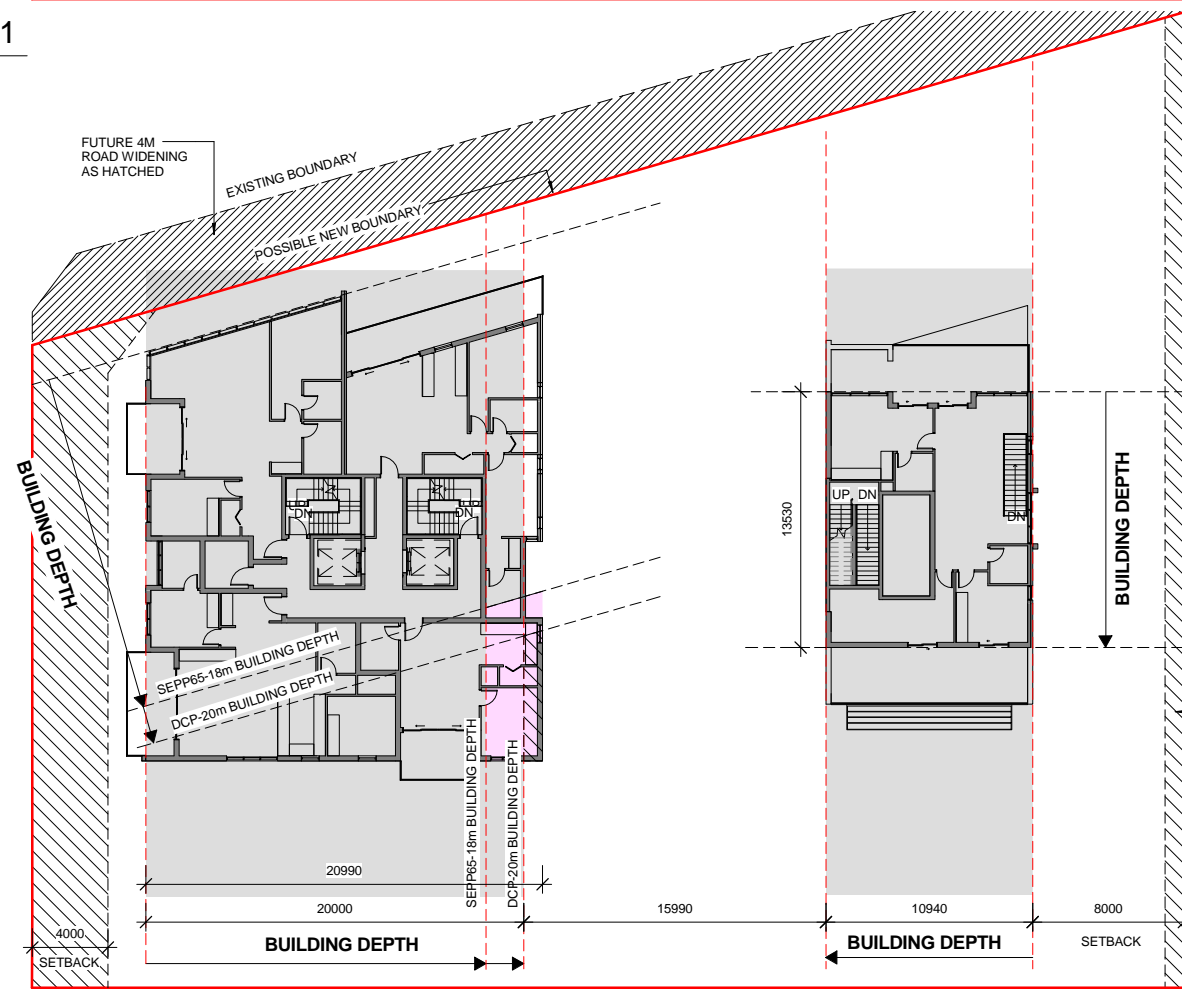 1
FUTURE 4M
ROAD WIDENING
AS HATCHED
EXISTING BOUNDARY
POSSIBLE NEW BOUNDARY
BUILDING DEPTH
DN
DN
UP DN
DN
13530
BUILDING DEPTH
SEPP65-18m BUILDING DEPTH
DCP-20m BUILDING DEPTH
SEPP65-18m BUILDING DEPTH
DCP-20m BUILDING DEPTH
20990
4000
20000
15990
10940
8000
SETBACK
BUILDING DEPTH
BUILDING DEPTH
SETBACK